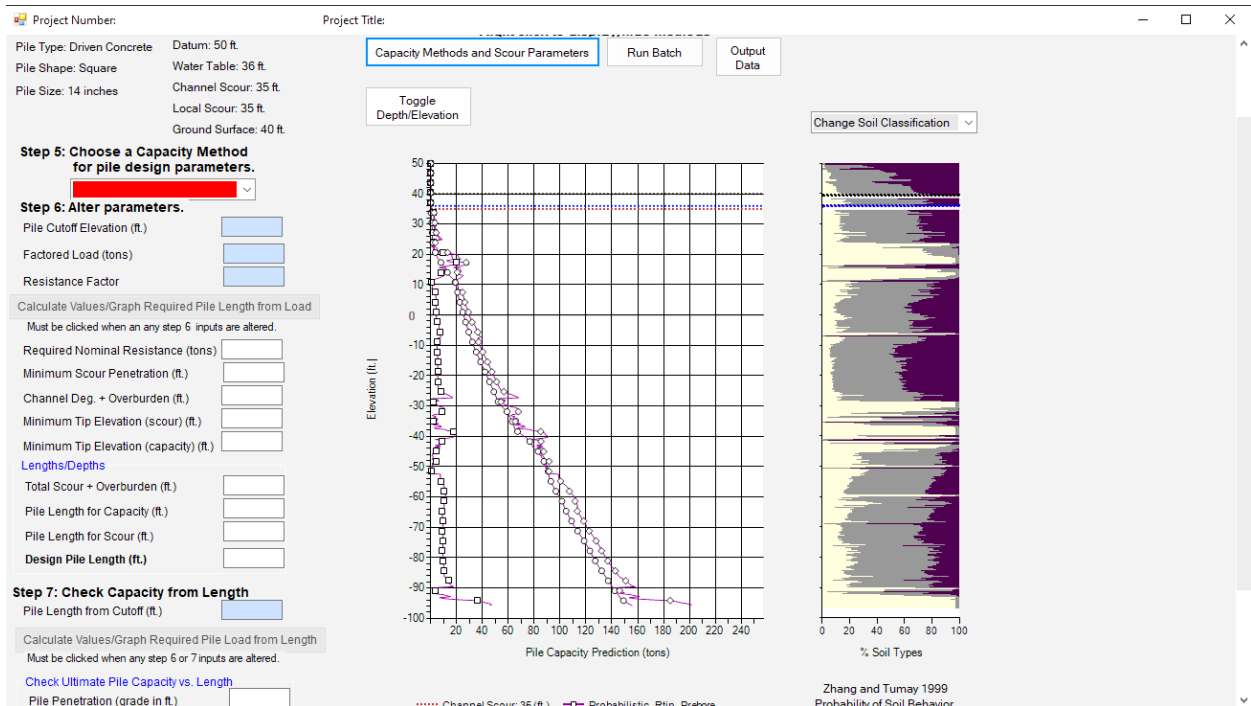 Project Number:
Project Title:
Pile Type: Driven Concrete
Datum: 50 ft.
Pile Shape: Square
Water Table: 36 ft.
Pile Size: 14 inches
Channel Scour: 35 ft.
Local Scour: 35 ft.
Ground Surface: 40 ft.
Capacity Methods and Scour Parameters
Run Batch
Output
Data
Toggle
Depth/Elevation
Change Soil Classification
Step 5: Choose a Capacity Method
for pile design parameters.
Step 6: Alter parameters.
Pile Cutoff Elevation (ft.)
Factored Load (tons)
Resistance Factor
Calculate Values/Graph Required Pile Length from Load
Must be clicked when an any step 6 inputs are altered.
Required Nominal Resistance (tons)
Minimum Scour Penetration (ft.)
Channel Deg. + Overburden (ft.)
Minimum Tip Elevation (scour) (ft.)
Minimum Tip Elevation (capacity) (ft.)
Lengths/Depths
Total Scour + Overburden (ft.)
Pile Length for Capacity (ft.)
Pile Length for Scour (ft.)
Design Pile Length (ft.)
Step 7: Check Capacity from Length
Pile Length from Cutoff (ft.)
Calculate Values/Graph Required Pile Load from Length
Must be clicked when any step 6 or 7 inputs are altered.
Check Ultimate Pile Capacity vs. Length
Pile Penetration (grade in ft.)
50
40
30
20
10
0
-10
-20
-30
-40
-50
-60
-70
-80
-90
-100
Elevation [ft.]
20 40 60 80 100 120 140 160 180 200 220 240
Pile Capacity Prediction (tons)
0 20 40 60 80 100
% Soil Types
Zhang and Tumay 1999
Probability of Soil Behavior
Channel Scour: 35 (ft.)
Probabilistic, Rtip, Prebore